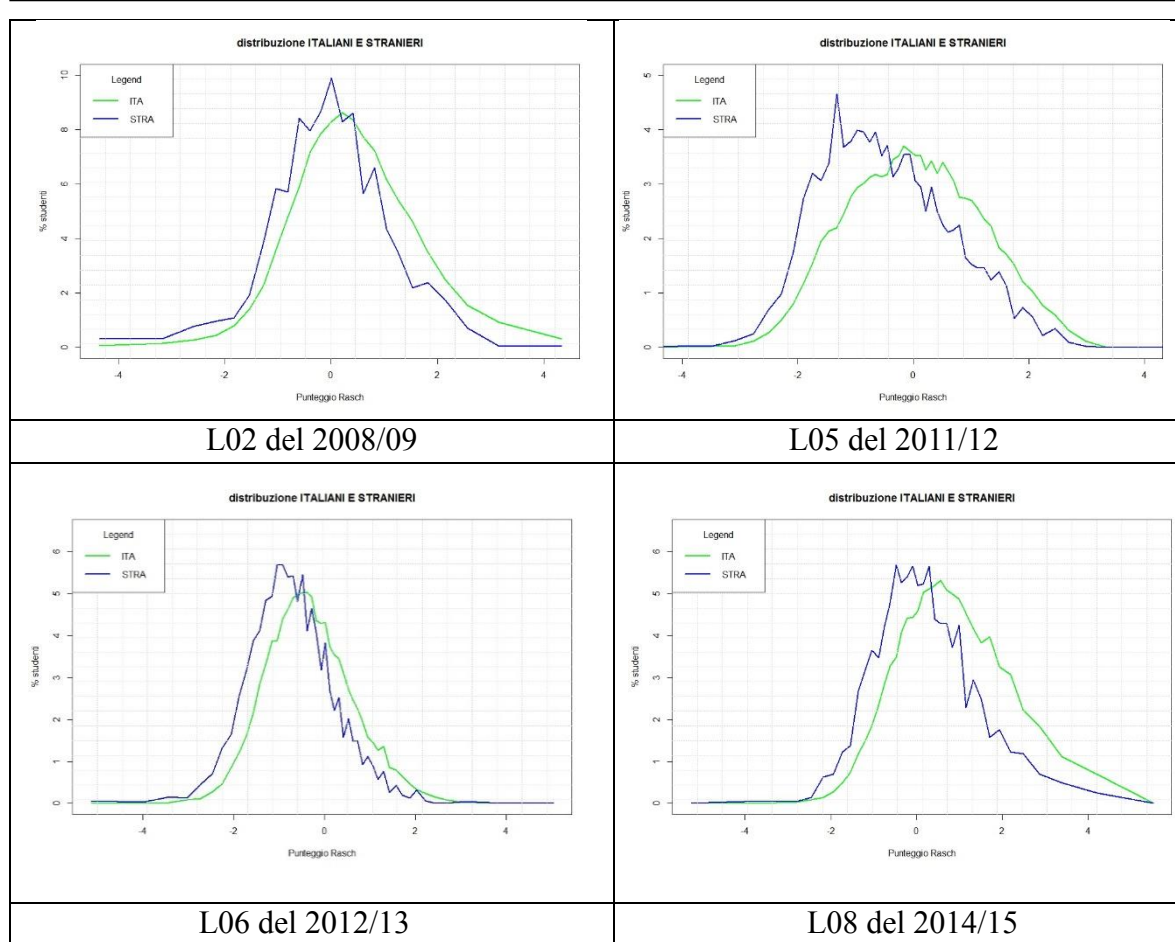 distribuzione ITALIANI E STRANIERI
Legend
ITA
STRA
% studenti
10
8
6
4
2
0
-4 -2 0 2 4
Punteggio Rasch
L02 del 2008/09
distribuzione ITALIANI E STRANIERI
Legend
ITA
STRA
% studenti
5
4
3
2
1
0
-4 -2 0 2 4
Punteggio Rasch
L05 del 2011/12
distribuzione ITALIANI E STRANIERI
Legend
ITA
STRA
% studenti
6
5
4
3
2
1
0
-4 -2 0 2 4
Punteggio Rasch
L06 del 2012/13
distribuzione ITALIANI E STRANIERI
Legend
ITA
STRA
% studenti
6
5
4
3
2
1
0
-4 -2 0 2 4
Punteggio Rasch
L08 del 2014/15